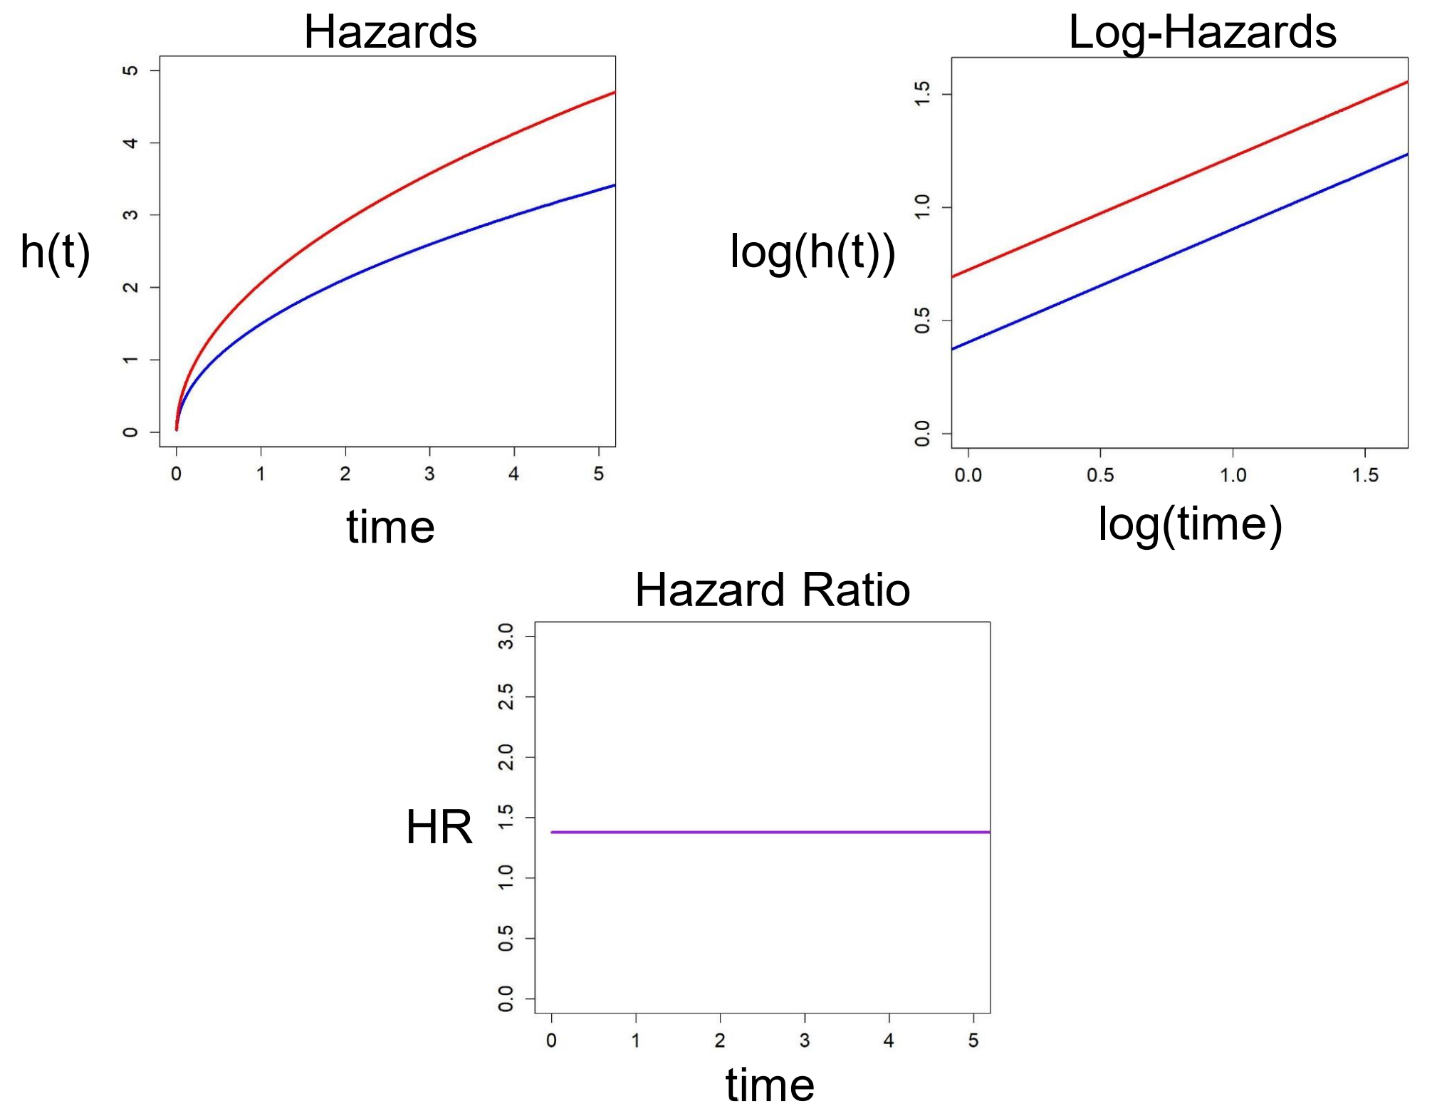 Hazards
5
4
3
2
1
0
h(t)
0 1 2 3 4 5
time
Log-Hazards
1.5
1.0
0.5
0.0
log(h(t))
0.0 0.5 1.0 1.5
log(time)
Hazard Ratio
3.0
2.5
2.0
1.5
1.0
0.5
0.0
HR
0 1 2 3 4 5
time